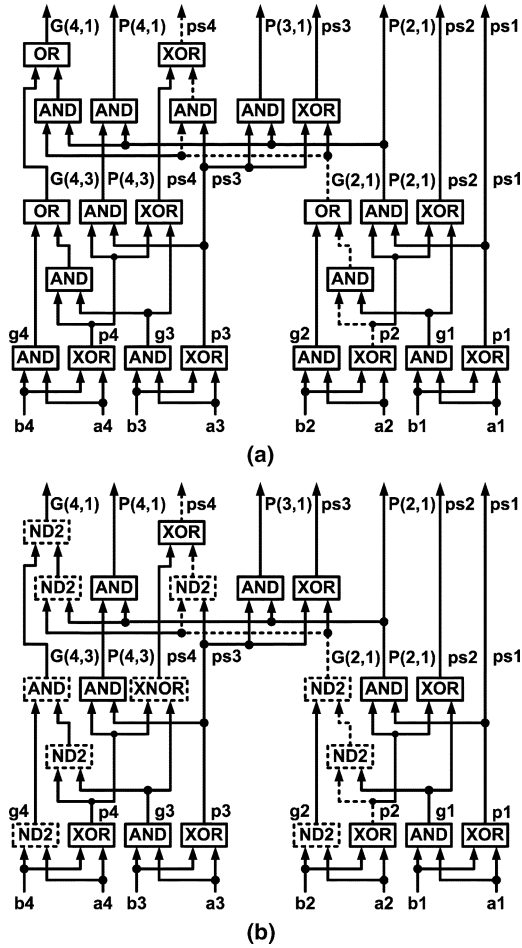 G(4,1) P(4,1) ps4 P(3,1) ps3 P(2,1) ps2 ps1
OR XOR
AND AND AND AND XOR
G(4,3) P(4,3) ps4 ps3 G(2,1) P(2,1) ps2 ps1
OR AND XOR OR AND XOR
AND AND
g4 p4 g3 p3 g2 p2 g1 p1
AND XOR AND XOR AND XOR AND XOR
b4 a4 b3 a3 b2 a2 b1 a1
(a)
G(4,1) P(4,1) ps4 P(3,1) ps3 P(2,1) ps2 ps1
ND2 XOR
ND2 AND ND2 AND XOR
G(4,3) P(4,3) ps4 ps3 G(2,1) P(2,1) ps2 ps1
AND AND XNOR ND2 AND XOR
ND2 ND2
g4 p4 g3 p3 g2 p2 g1 p1
ND2 XOR AND XOR ND2 XOR AND XOR
b4 a4 b3 a3 b2 a2 b1 a1
(b)